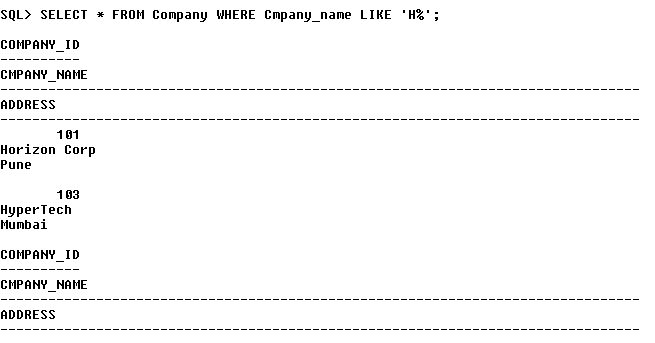 SQL> SELECT * FROM Company WHERE Cmpany_name LIKE 'H%';
COMPANY_ID
----------
CMPANY_NAME
--------------------------------------------------------------------------------
ADDRESS
--------------------------------------------------------------------------------
101
Horizon Corp
Pune
103
HyperTech
Mumbai
COMPANY_ID
----------
CMPANY_NAME
--------------------------------------------------------------------------------
ADDRESS
--------------------------------------------------------------------------------